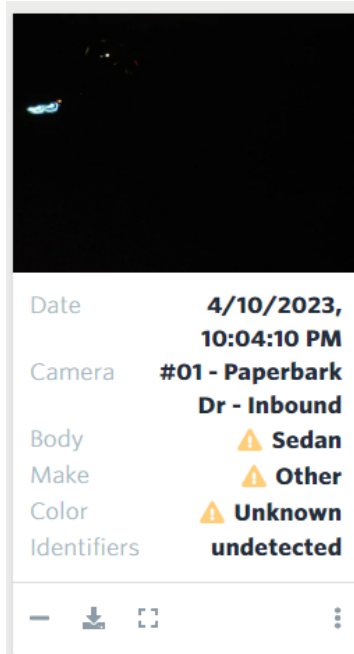 Date 4/10/2023,
10:04:10 PM
Camera #01 - Paperbark
Dr - Inbound
Body Sedan
Make Other
Color Unknown
Identifiers undetected